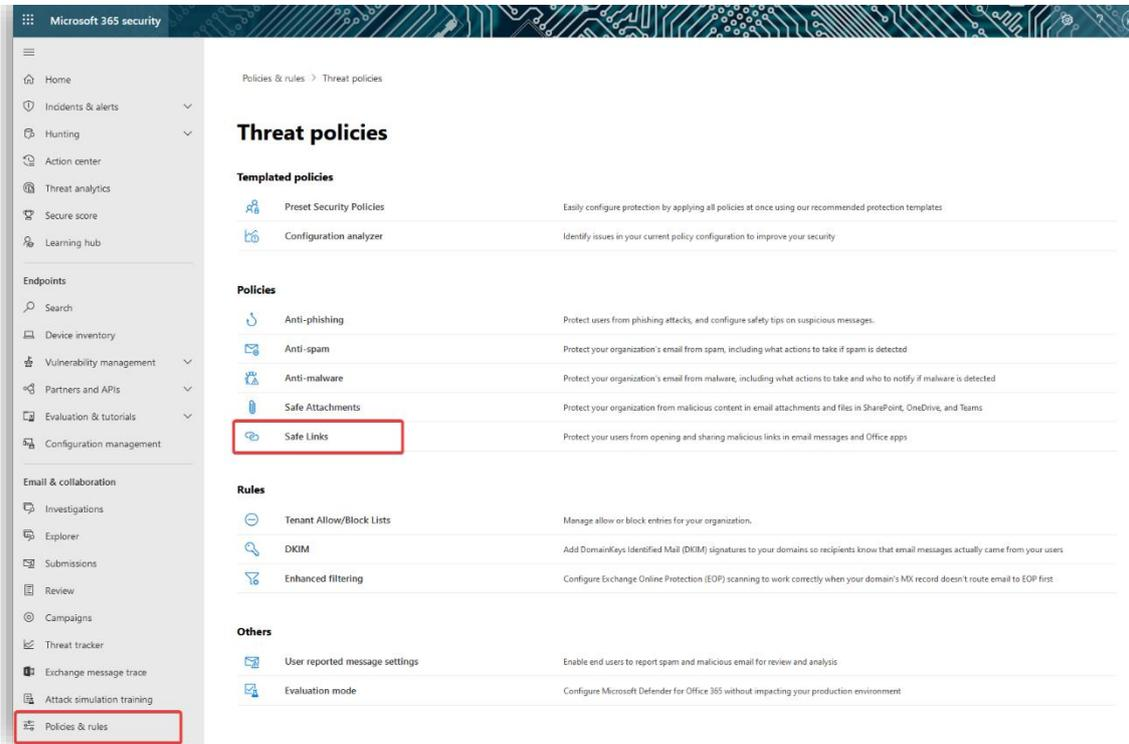 Microsoft 365 security
?
Home
Incidents & alerts
Hunting
Action center
Threat analytics
Secure score
Learning hub
Endpoints
Search
Device inventory
Vulnerability management
Partners and APIs
Evaluation & tutorials
Configuration management
Email & collaboration
Investigations
Explorer
Submissions
Review
Campaigns
Threat tracker
Exchange message trace
Attack simulation training
Policies & rules
Policies & rules > Threat policies
Threat policies
Templated policies
Preset Security Policies Easily configure protection by applying all policies at once using our recommended protection templates
Configuration analyzer Identify issues in your current policy configuration to improve your security
Policies
Anti-phishing Protect users from phishing attacks, and configure safety tips on suspicious messages.
Anti-spam Protect your organization's email from spam, including what actions to take if spam is detected
Anti-malware Protect your organization's email from malware, including what actions to take and who to notify if malware is detected
Safe Attachments Protect your organization from malicious content in email attachments and files in SharePoint, OneDrive, and Teams
Safe Links Protect your users from opening and sharing malicious links in email messages and Office apps
Rules
Tenant Allow/Block Lists Manage allow or block entries for your organization.
DKIM Add DomainKeys Identified Mail (DKIM) signatures to your domains so recipients know that email messages actually came from your users
Enhanced filtering Configure Exchange Online Protection (EOP) scanning to work correctly when your domain's MX record doesn't route email to EOP first
Others
User reported message settings Enable end users to report spam and malicious email for review and analysis
Evaluation mode Configure Microsoft Defender for Office 365 without impacting your production environment